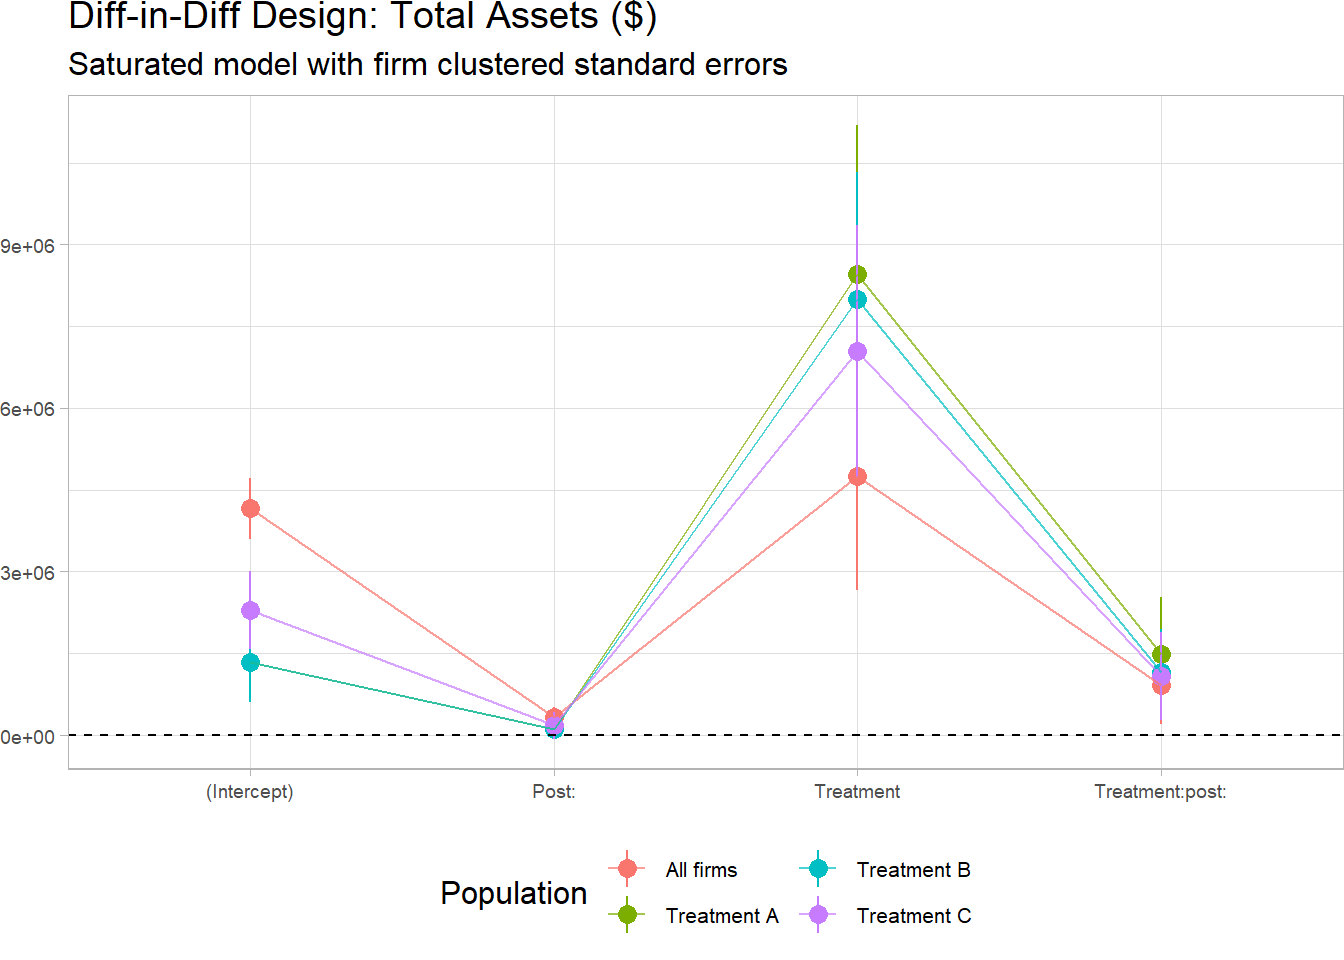 Diff-in-Diff Design: Total Assets ($)
Saturated model with firm clustered standard errors
9e+06
6e+06
3e+06
0e+00
(Intercept) Post: Treatment Treatment:post:
Population
All firms Treatment B
Treatment A Treatment C